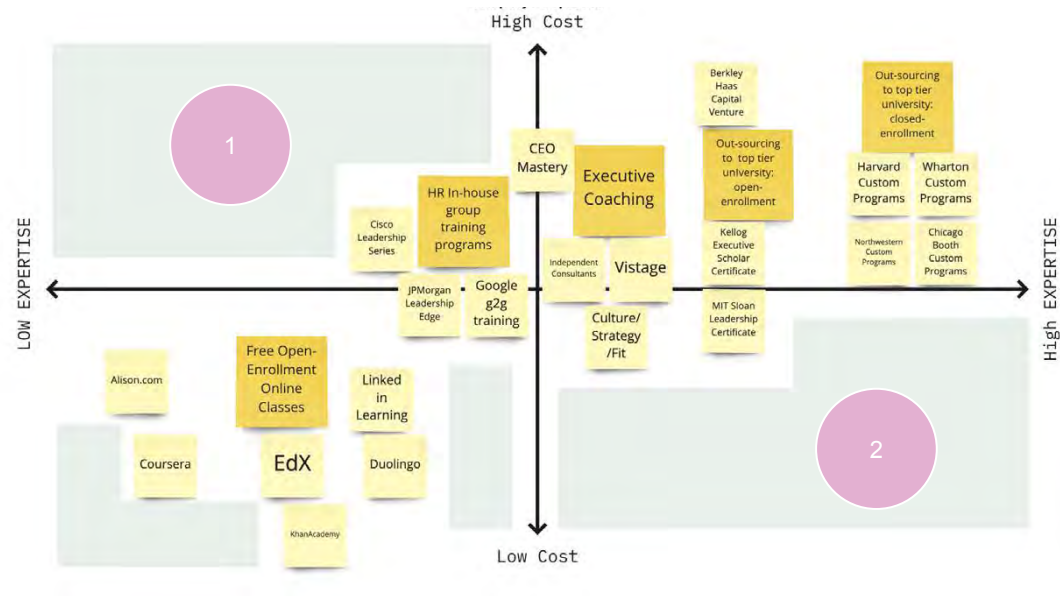 High Cost
Berkley
Haas
Capital
Venture
Out-sourcing
to top tier
university:
closed-
enrollment
1
CEO
Mastery
Executive
Coaching
Out-sourcing
to top tier
university:
open-
enrollment
Harvard
Custom
Programs
Wharton
Custom
Programs
HR In-house
group
training
programs
Cisco
Leadership
Series
Independent
Consultants
Vistage
Kellog
Executive
Scholar
Certificate
Northwestern
Custom
Programs
Chicago
Booth
Custom
Programs
LOW EXPERTISE
High EXPERTISE
JPMorgan
Leadership
Edge
Google
g2g
training
Culture/
Strategy
/Fit
MIT Sloan
Leadership
Certificate
Alison.com
Free Open-
Enrollment
Online
Classes
Linked
in
Learning
Coursera
EdX
Duolingo
2
KhanAcademy
Low Cost